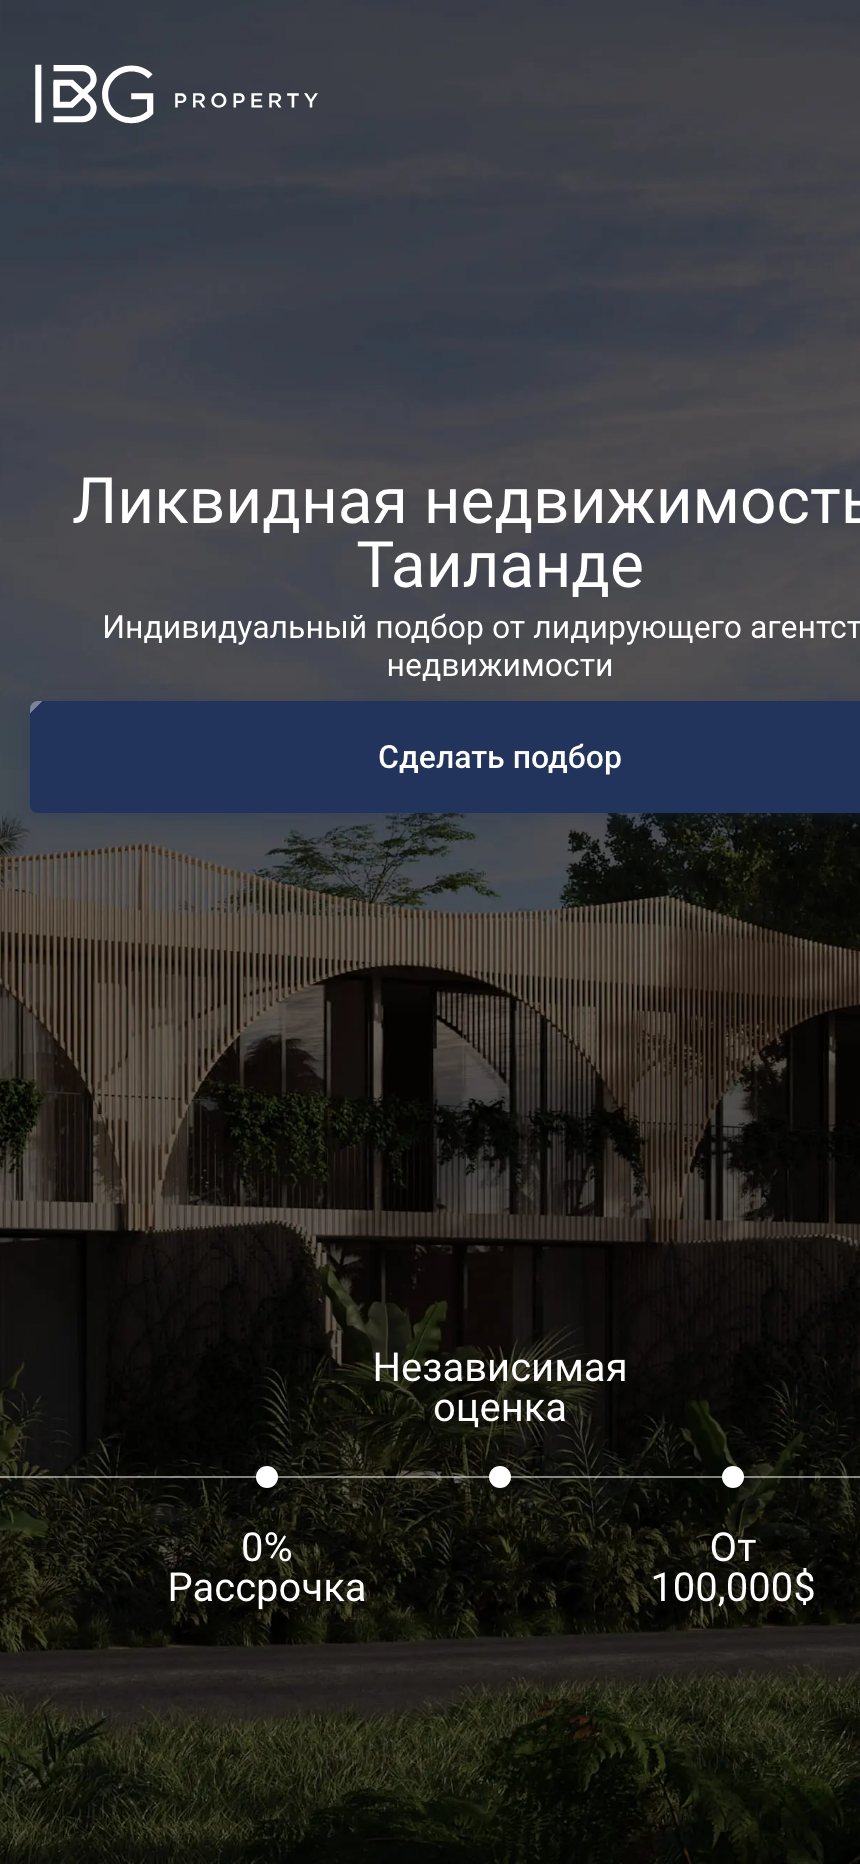 IBG PROPERTY
Ликвидная недвижимость
Таиланде
Индивидуальный подбор от лидирующего агентст
недвижимости
Сделать подбор
Независимая
оценка
0%
Рассрочка
От
100,000$